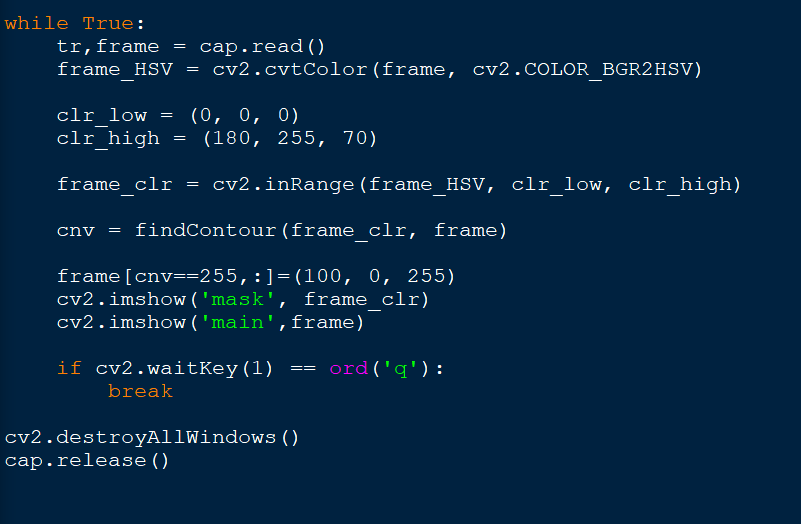 while True:
    tr,frame = cap.read()
    frame_HSV = cv2.cvtColor(frame, cv2.COLOR_BGR2HSV)
    clr_low = (0, 0, 0)
    clr_high = (180, 255, 70)
    frame_clr = cv2.inRange(frame_HSV, clr_low, clr_high)
    cnv = findContour(frame_clr, frame)
    frame[cnv==255,:]=(100, 0, 255)
    cv2.imshow('mask', frame_clr)
    cv2.imshow('main',frame)
    if cv2.waitKey(1) == ord('q'):
        break
cv2.destroyAllWindows()
cap.release()